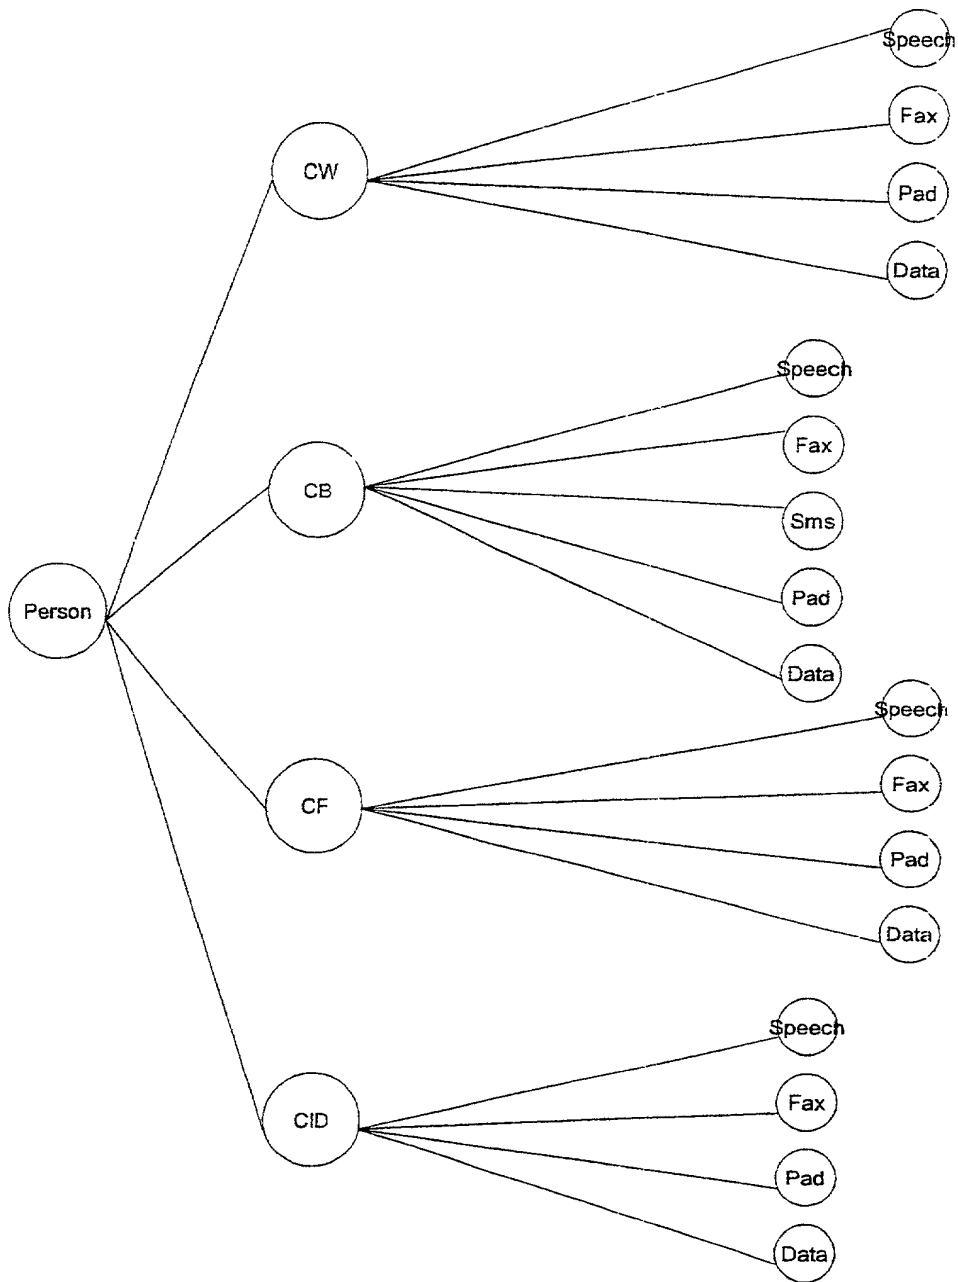 Speech
Fax
CW
Pad
Data
Speech
Fax
CB
Sms
Pad
Person
Data
Speech
Fax
CF
Pad
Data
Speech
Fax
CID
Pad
Data